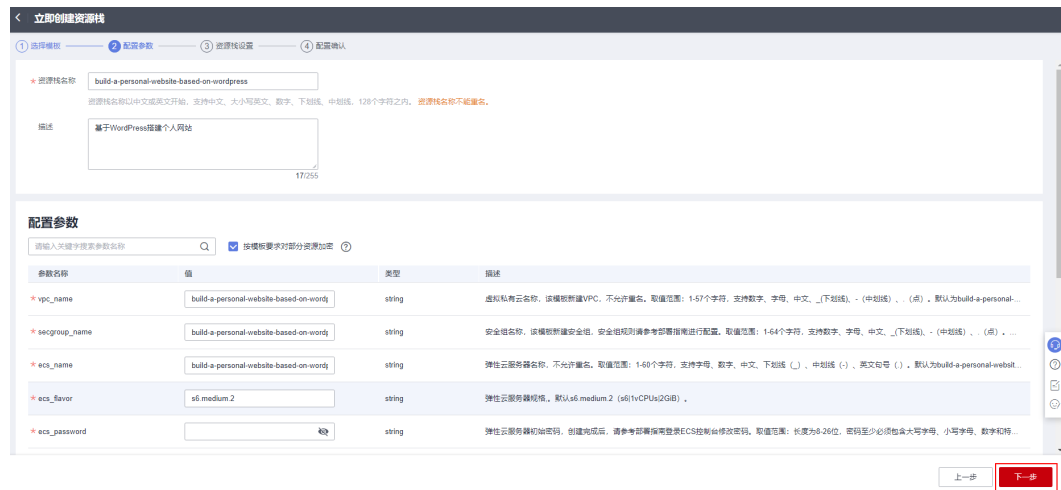 立即创建资源栈
1 选择模板 2 配置参数 3 资源栈设置 4 配置确认
* 资源栈名称 build-a-personal-website-based-on-wordpress
资源栈名称以中文或英文开始，支持中文、大小写英文、数字、下划线、中划线，128个字符之内。 资源栈名称不能重名。
描述 基于WordPress搭建个人网站
17/255
配置参数
请输入关键字搜索参数名称 按模板要求对部分资源加密
参数名称 值 类型 描述
* vpc_name build-a-personal-website-based-on-wordp string 虚拟私有云名称，该模板新建VPC，不允许重名。取值范围：1-57个字符，支持数字、字母、中文、_(下划线)、-（中划线）、.（点）。默认为build-a-personal-...
* secgroup_name build-a-personal-website-based-on-wordp string 安全组名称，该模板新建安全组，安全组规则请参考部署指南进行配置。取值范围：1-64个字符，支持数字、字母、中文、_(下划线)、-（中划线）、.（点）。...
* ecs_name build-a-personal-website-based-on-wordp string 弹性云服务器名称，不允许重名。取值范围：1-60个字符，支持字母、数字、中文、下划线（_）、中划线（-）、英文句号（.）。默认为build-a-personal-websit...
* ecs_flavor s6.medium.2 string 弹性云服务器规格,。默认s6.medium.2（s6|1vCPUs|2GiB）。
* ecs_password string 弹性云服务器初始密码，创建完成后，请参考部署指南登录ECS控制台修改密码。取值范围：长度为8-26位，密码至少必须包含大写字母、小写字母、数字和特...
上一步 下一步